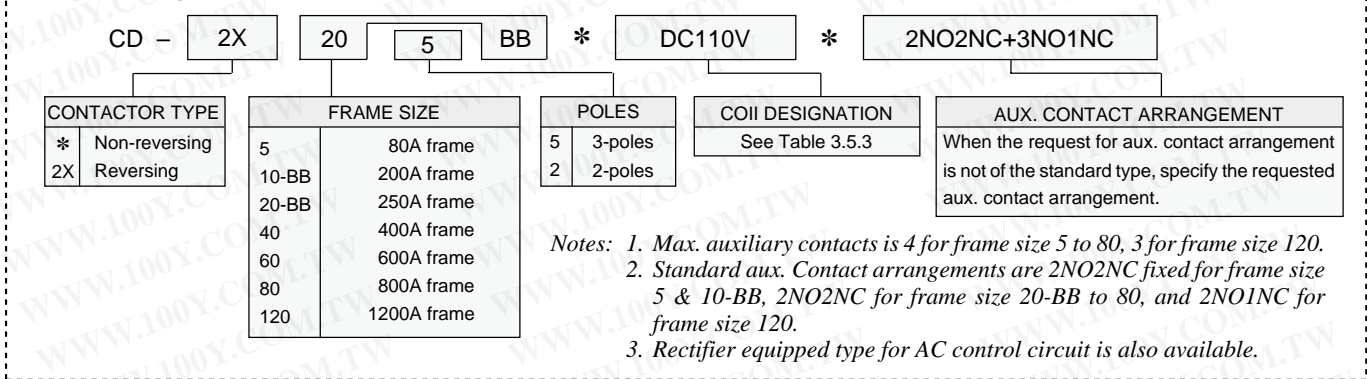 CD – 2X 20 5 BB * DC110V * 2NO2NC+3NO1NC
CONTACTOR TYPE
* Non-reversing
2X Reversing
FRAME SIZE
5 80A frame
10-BB 200A frame
20-BB 250A frame
40 400A frame
60 600A frame
80 800A frame
120 1200A frame
POLES
5 3-poles
2 2-poles
COIl DESIGNATION
See Table 3.5.3
AUX. CONTACT ARRANGEMENT
When the request for aux. contact arrangement
is not of the standard type, specify the requested
aux. contact arrangement.
Notes: 1. Max. auxiliary contacts is 4 for frame size 5 to 80, 3 for frame size 120.
2. Standard aux. Contact arrangements are 2NO2NC fixed for frame size
5 & 10-BB, 2NO2NC for frame size 20-BB to 80, and 2NO1NC for
frame size 120.
3. Rectifier equipped type for AC control circuit is also available.
WWW.100Y.COM.TW